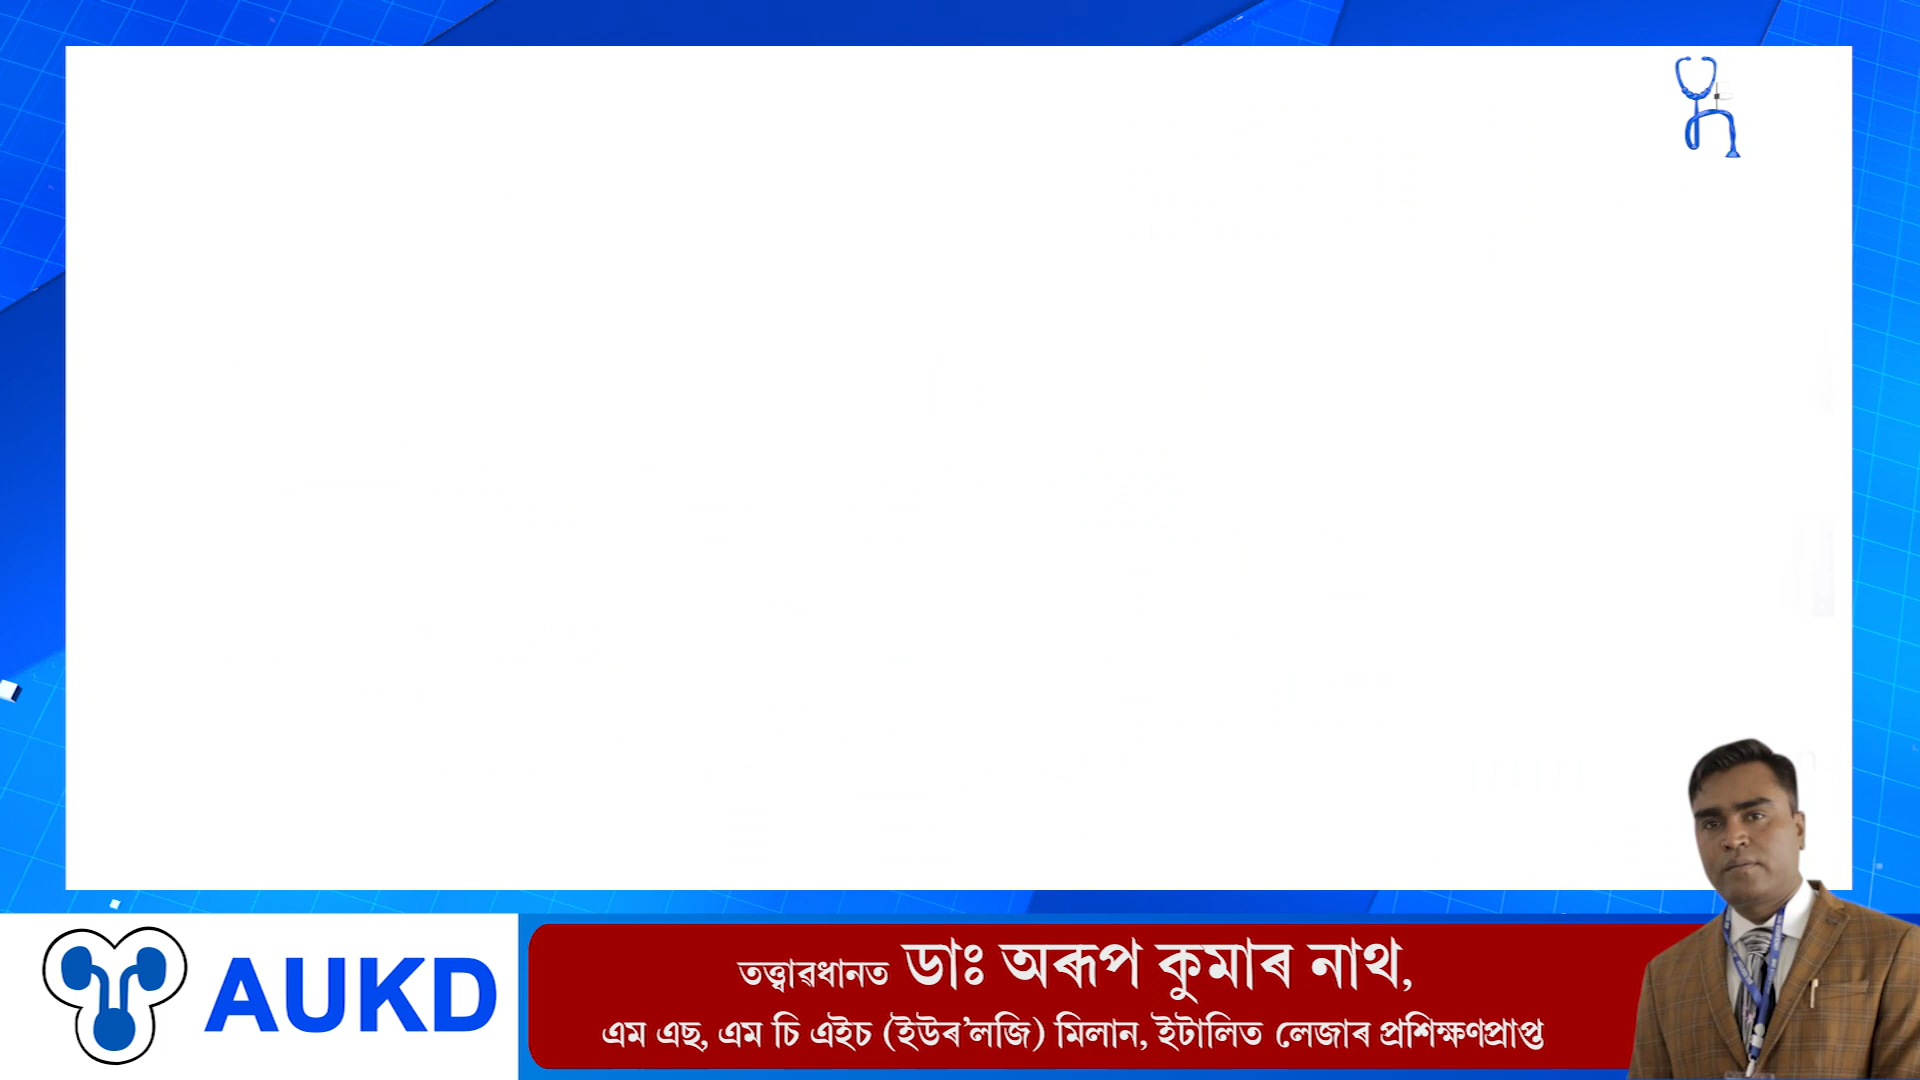 AUKD
তত্ত্বাৱধানত ডাঃ অৰূপ কুমাৰ নাথ,
এম এছ, এম চি এইচ (ইউৰ'লজি) মিলান, ইটালিত লেজাৰ প্ৰশিক্ষণপ্ৰাপ্ত